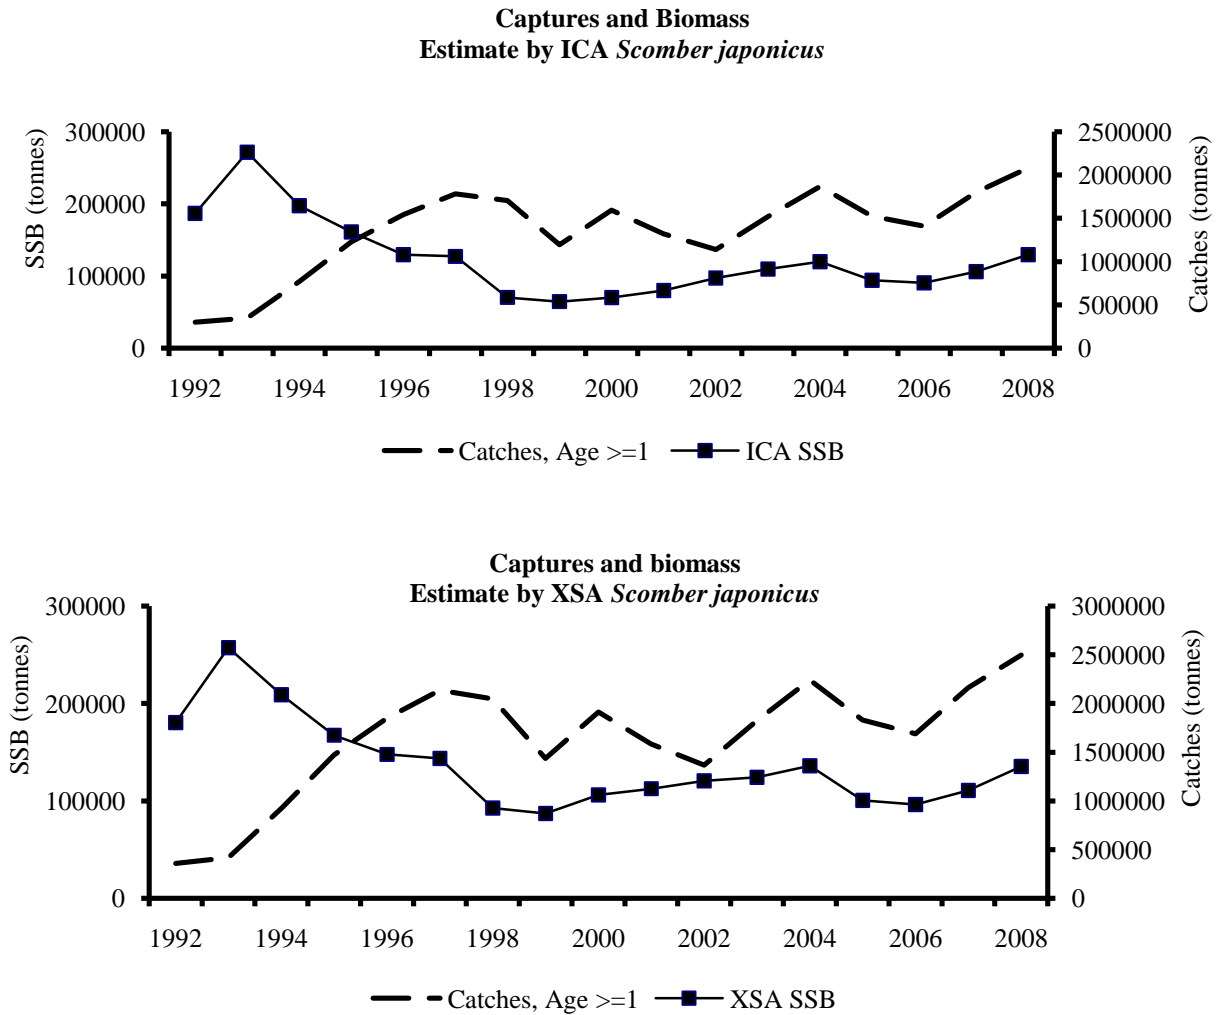 Captures and Biomass
Estimate by ICA Scomber japonicus
SSB (tonnes)
300000
200000
100000
0
2500000
2000000
1500000
1000000
500000
0
Catches (tonnes)
1992 1994 1996 1998 2000 2002 2004 2006 2008
Catches, Age >=1 ICA SSB
Captures and biomass
Estimate by XSA Scomber japonicus
SSB (tonnes)
300000
200000
100000
0
3000000
2500000
2000000
1500000
1000000
500000
0
Catches (tonnes)
1992 1994 1996 1998 2000 2002 2004 2006 2008
Catches, Age >=1 XSA SSB